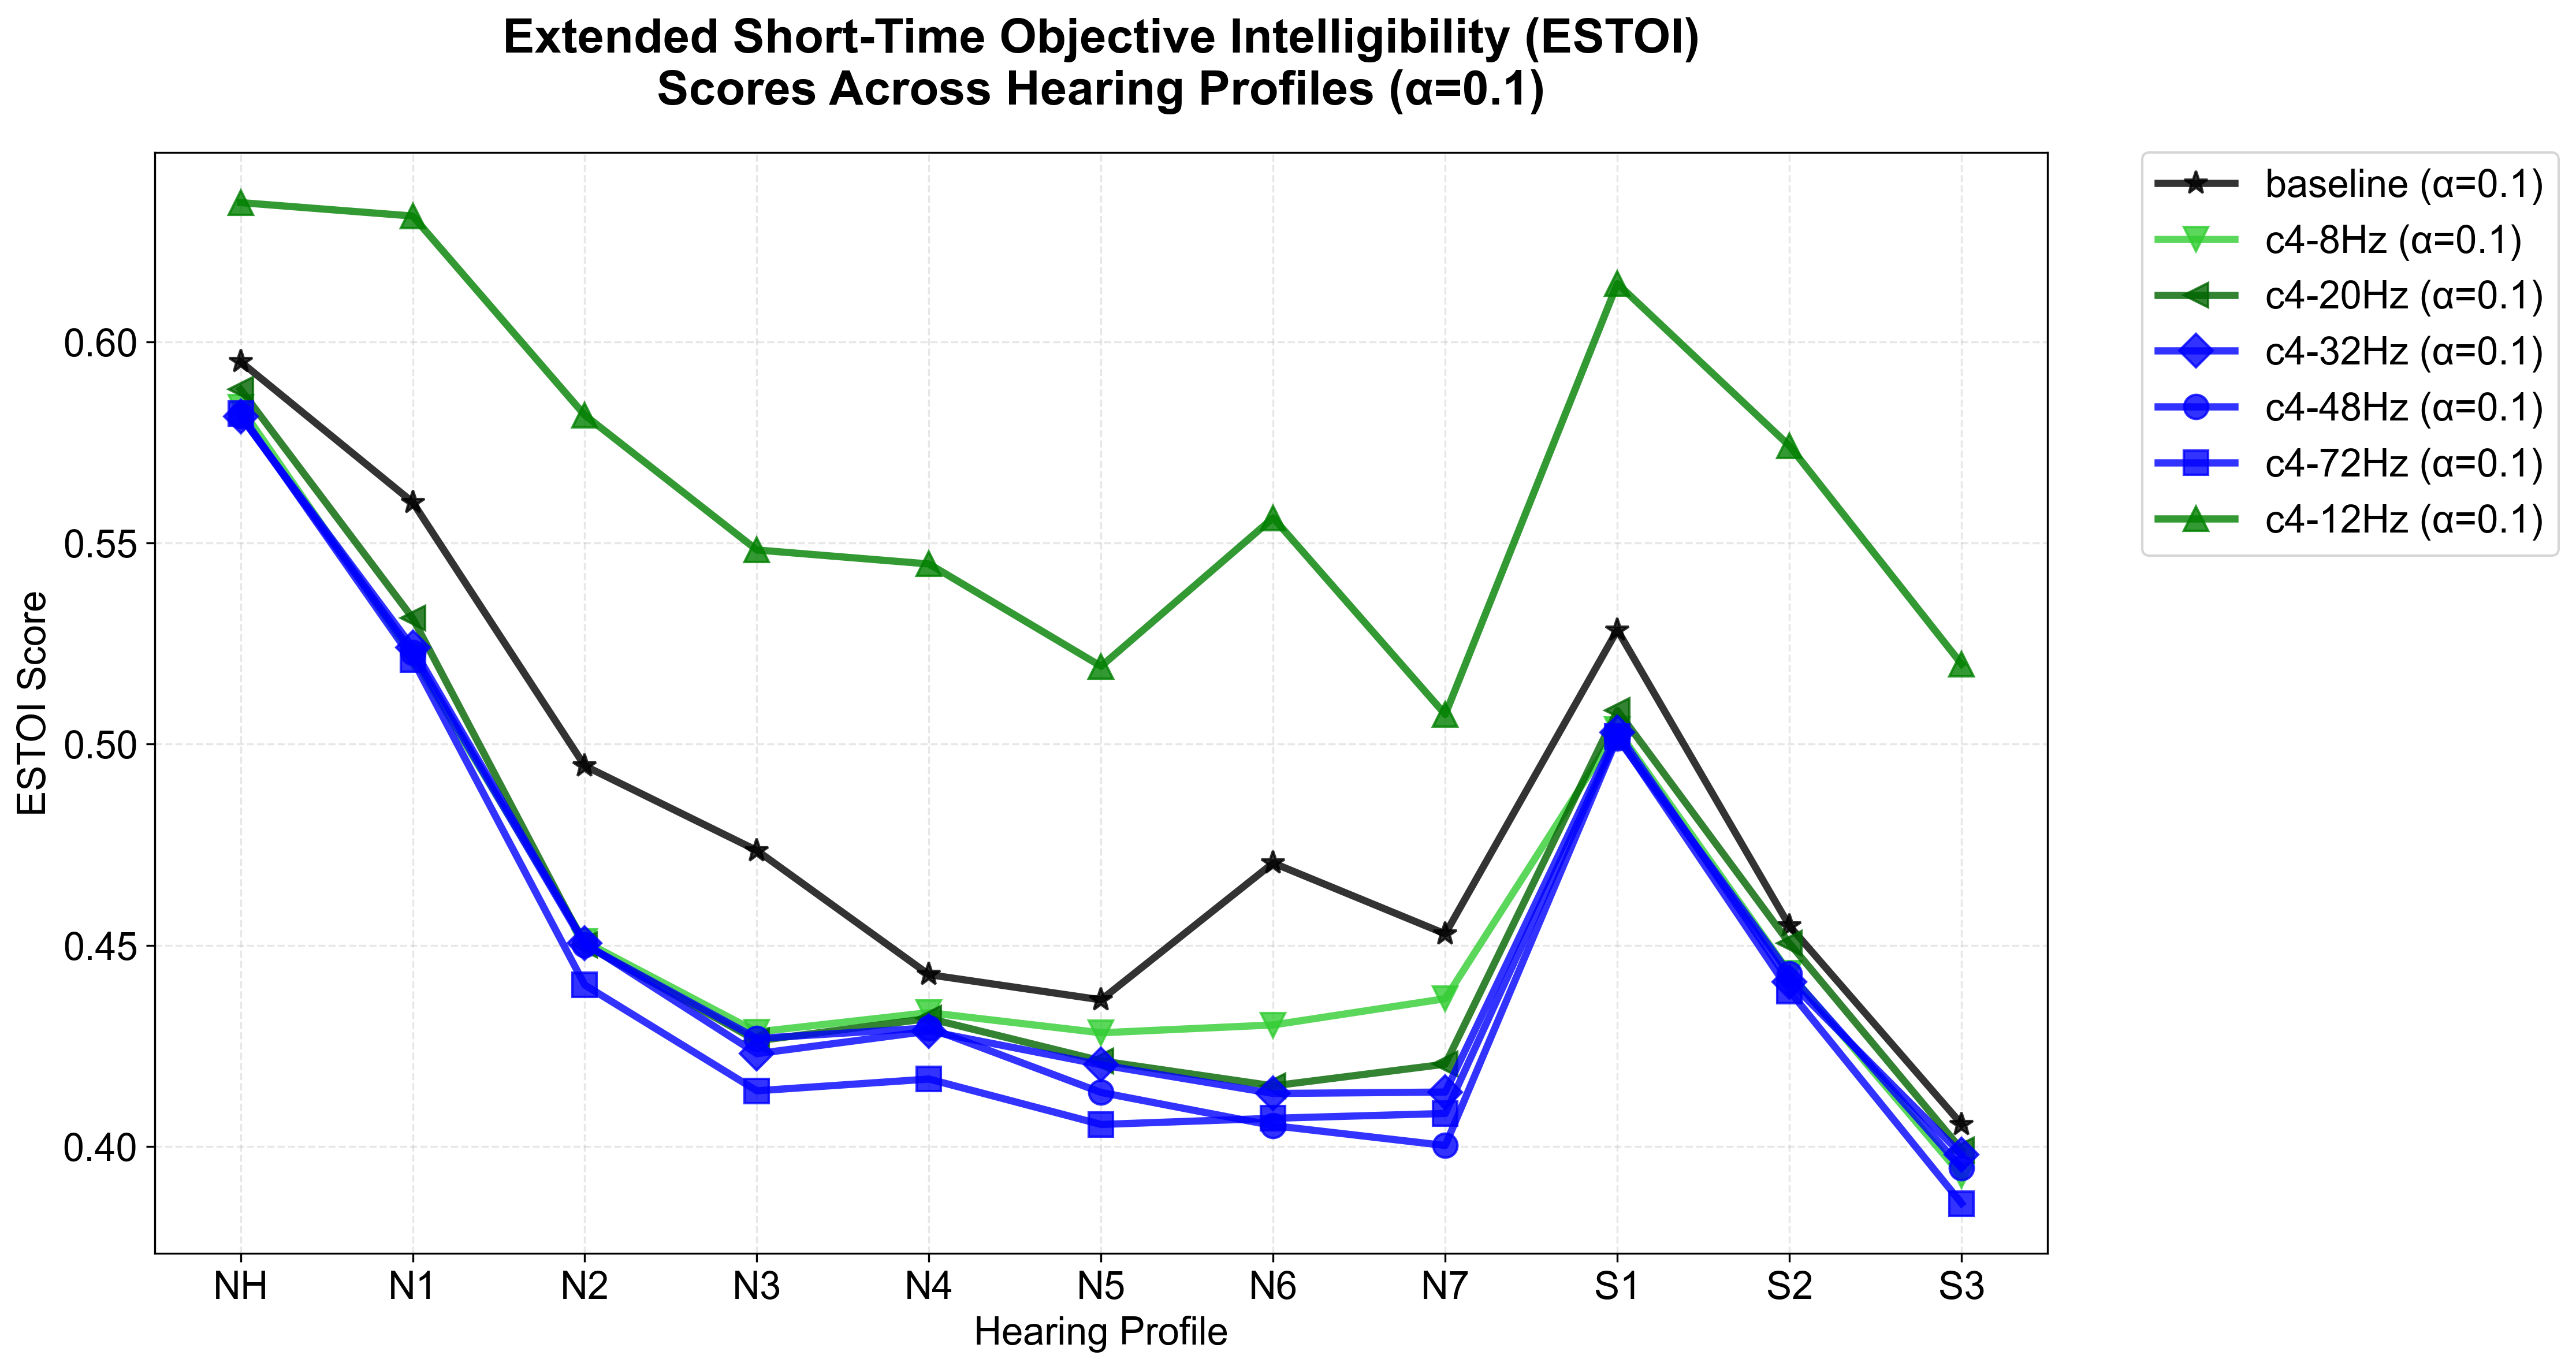 Extended Short-Time Objective Intelligibility (ESTOI)
Scores Across Hearing Profiles (α=0.1)
baseline (α=0.1)
c4-8Hz (α=0.1)
c4-20Hz (α=0.1)
c4-32Hz (α=0.1)
c4-48Hz (α=0.1)
c4-72Hz (α=0.1)
c4-12Hz (α=0.1)
ESTOI Score
0.60
0.55
0.50
0.45
0.40
NH N1 N2 N3 N4 N5 N6 N7 S1 S2 S3
Hearing Profile